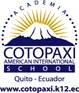 ACADEMIA
COTOPAXI
AMERICAN INTERNATIONAL
SCHOOL
Quito - Ecuador
www.cotopaxi.k12.ec